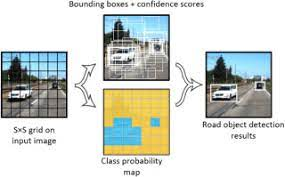 Bounding boxes + confidence scores
S×S grid on
input image
Class probability
map
Road object detection
results